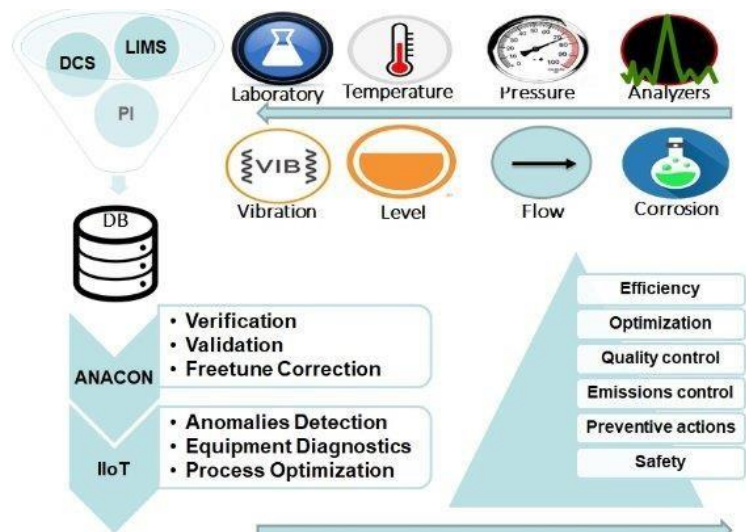 DCS
LIMS
PI
Laboratory
Temperature
Pressure
Analyzers
VIB
Vibration
Level
Flow
Corrosion
DB
ANACON
• Verification
• Validation
• Freetune Correction
IIoT
• Anomalies Detection
• Equipment Diagnostics
• Process Optimization
Efficiency
Optimization
Quality control
Emissions control
Preventive actions
Safety